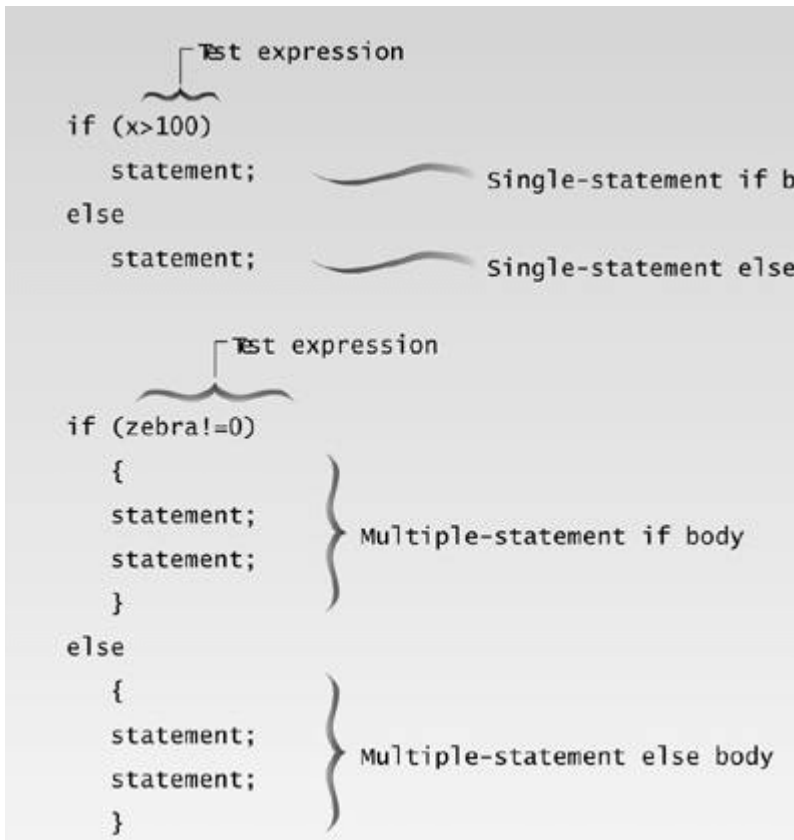 Test expression
if (x>100)
statement; Single-statement if b
else
statement; Single-statement else
Test expression
if (zebra!=0)
{
statement;
statement;
} Multiple-statement if body
else
{
statement;
statement;
} Multiple-statement else body